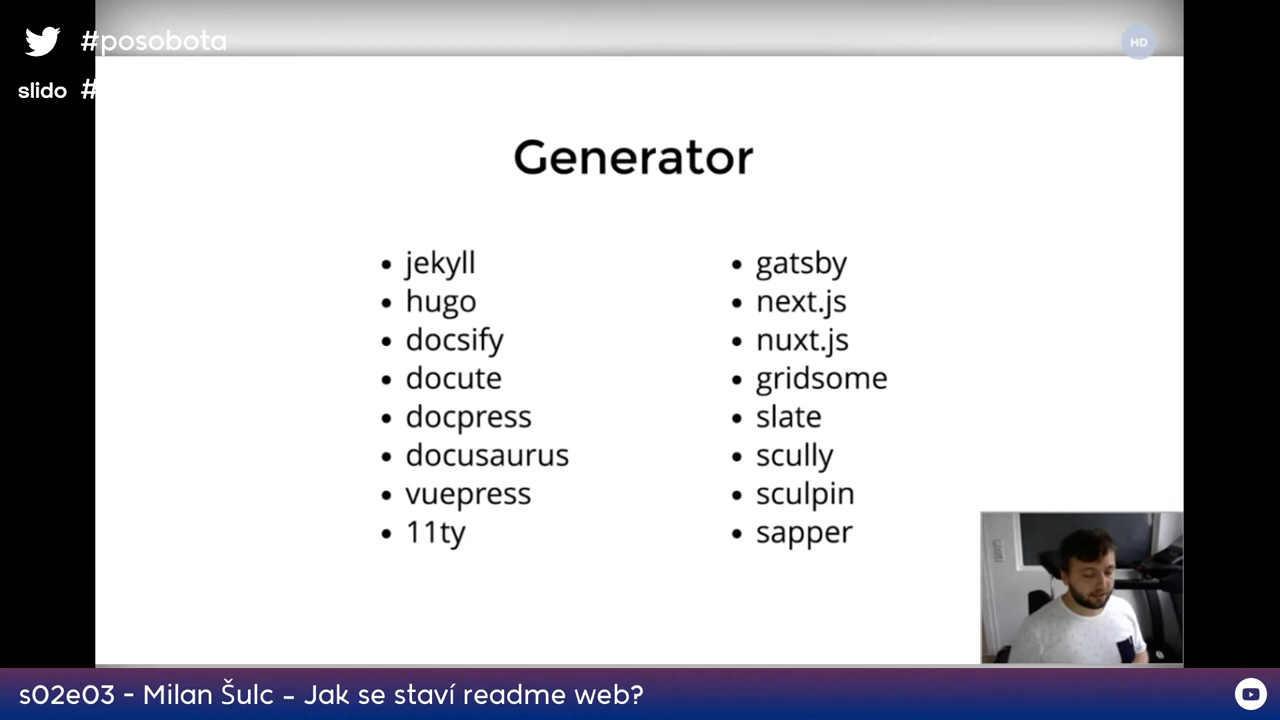 #posobota
HD
slido #
Generator
jekyll
hugo
docsify
docute
docpress
docusaurus
vuepress
11ty
gatsby
next.js
nuxt.js
gridsome
slate
scully
sculpin
sapper
s02e03 - Milan Šulc - Jak se staví readme web?